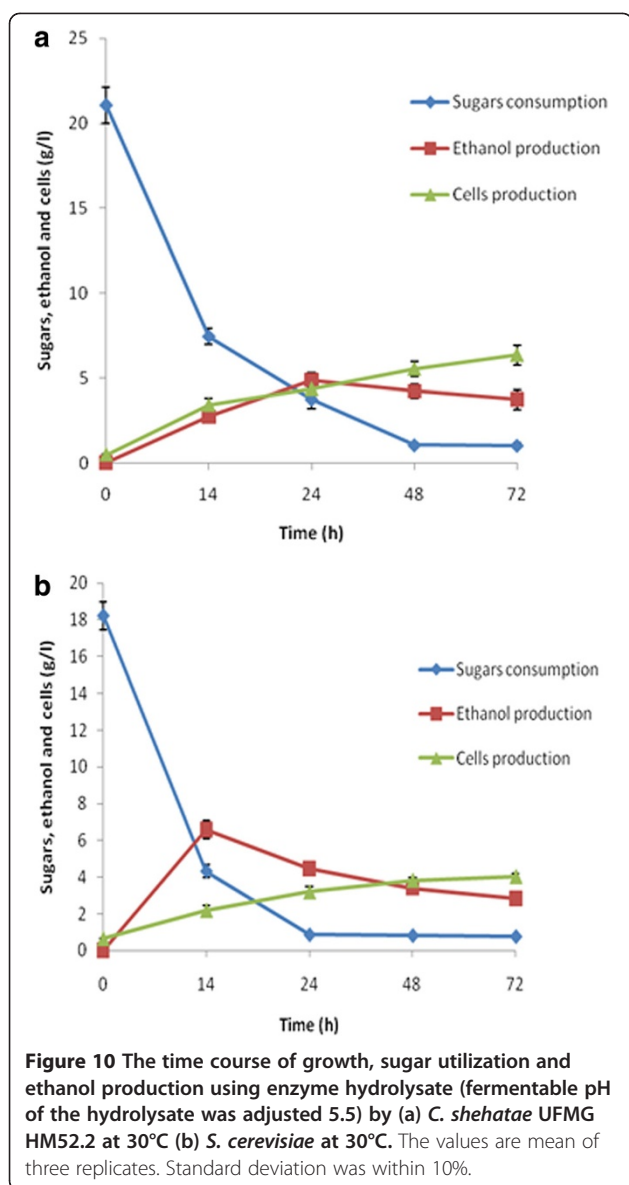 a
25
20
15
10
5
0
Sugars, ethanol and cells (g/l)
Sugars consumption
Ethanol production
Cells production
0 14 24 48 72
Time (h)
b
20
18
16
14
12
10
8
6
4
2
0
Sugars, ethanol and cells (g/l)
Sugars consumption
Ethanol production
Cells production
0 14 24 48 72
Time (h)
Figure 10 The time course of growth, sugar utilization and
ethanol production using enzyme hydrolysate (fermentable pH
of the hydrolysate was adjusted 5.5) by (a) C. shehatae UFMG
HM52.2 at 30°C (b) S. cerevisiae at 30°C. The values are mean of
three replicates. Standard deviation was within 10%.